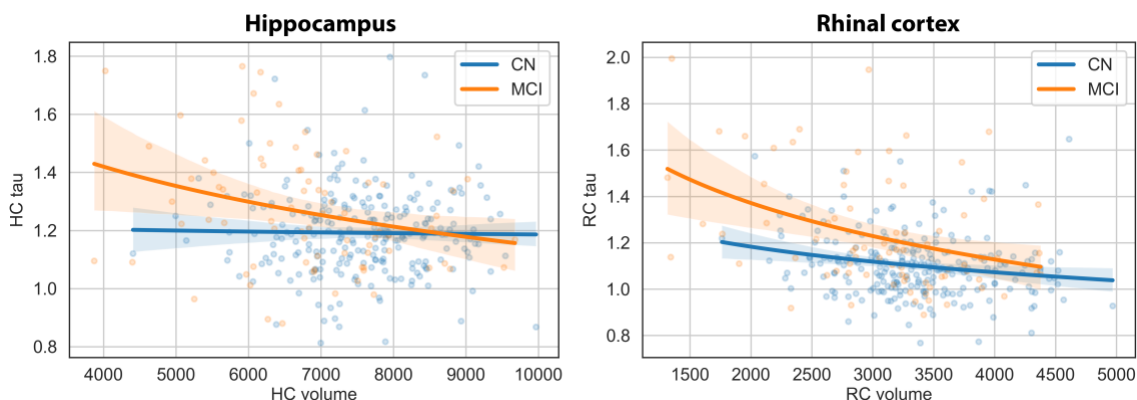 Hippocampus
1.8
1.6
1.4
1.2
1.0
0.8
HC tau
CN
MCI
4000 5000 6000 7000 8000 9000 10000
HC volume
Rhinal cortex
2.0
1.8
1.6
1.4
1.2
1.0
0.8
RC tau
CN
MCI
1500 2000 2500 3000 3500 4000 4500 5000
RC volume